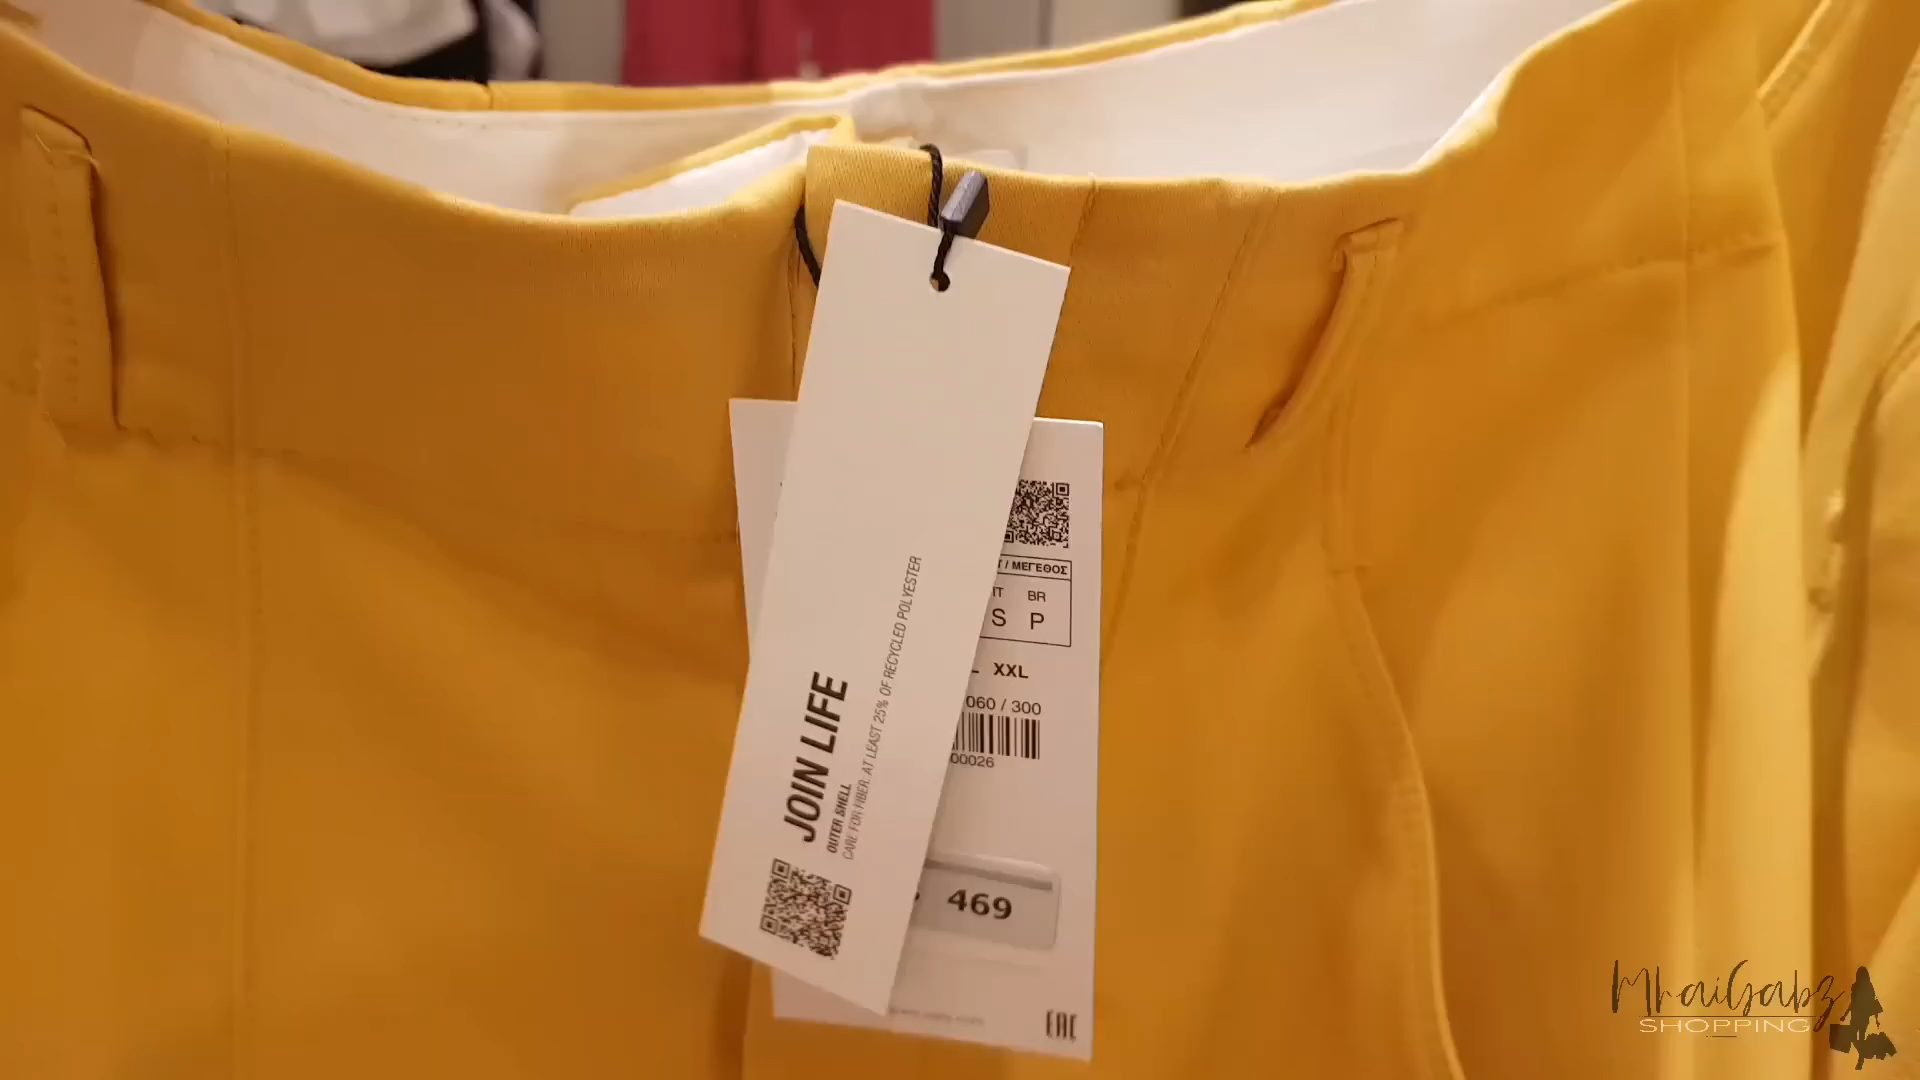 JOIN LIFE
OUTER SHELL
CARE FOR FIBER: AT LEAST 25% OF RECYCLED POLYESTER
/ ΜΕΓΕΘΟΣ
IT BR
S P
XXL
060 / 300
00026
469
EAC
MhaiGabz
SHOPPING